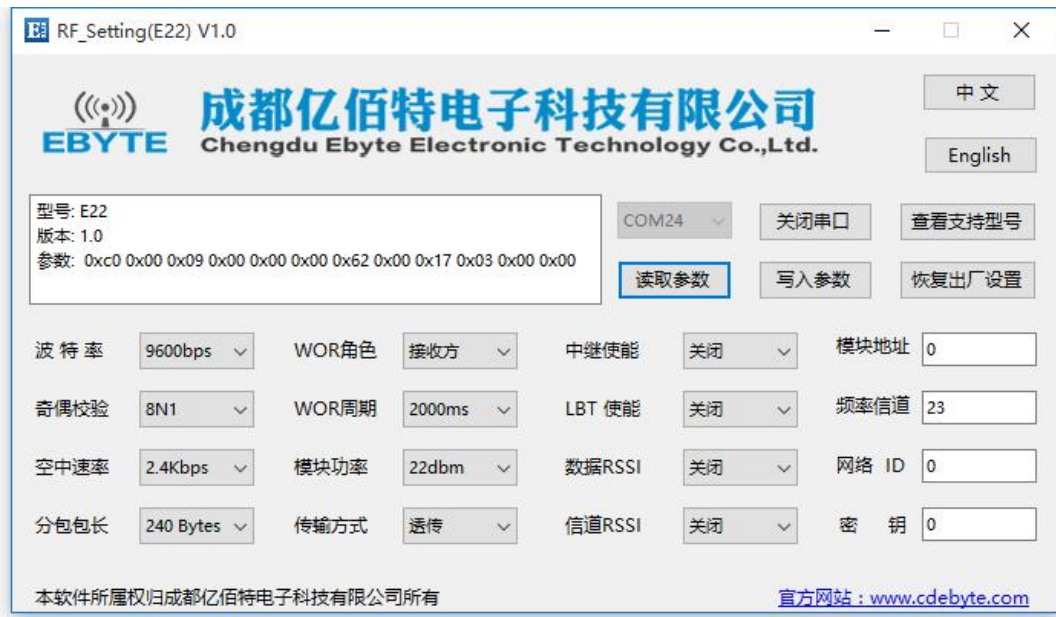 RF_Setting(E22) V1.0
EBYTE
成都亿佰特电子科技有限公司
Chengdu Ebyte Electronic Technology Co.,Ltd.
中 文
English
型号: E22
版本: 1.0
参数: 0xc0 0x00 0x09 0x00 0x00 0x00 0x62 0x00 0x17 0x03 0x00 0x00
COM24 关闭串口 查看支持型号
读取参数 写入参数 恢复出厂设置
波 特 率 9600bps WOR角色 接收方 中继使能 关闭 模块地址 0
奇偶校验 8N1 WOR周期 2000ms LBT 使能 关闭 频率信道 23
空中速率 2.4Kbps 模块功率 22dbm 数据RSSI 关闭 网络 ID 0
分包包长 240 Bytes 传输方式 透传 信道RSSI 关闭 密 钥 0
本软件所属权归成都亿佰特电子科技有限公司所有 官方网站：www.cdebyte.com